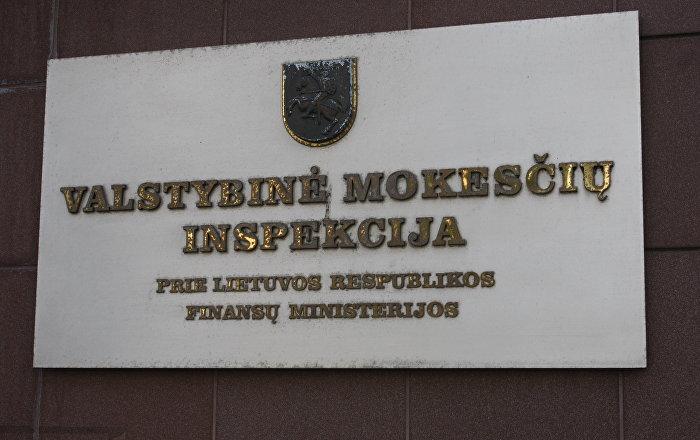 VALSTYBINĖ MOKESČIŲ
INSPEKCIJA
PRIE LIETUVOS RESPUBLIKOS
FINANSŲ MINISTERIJOS